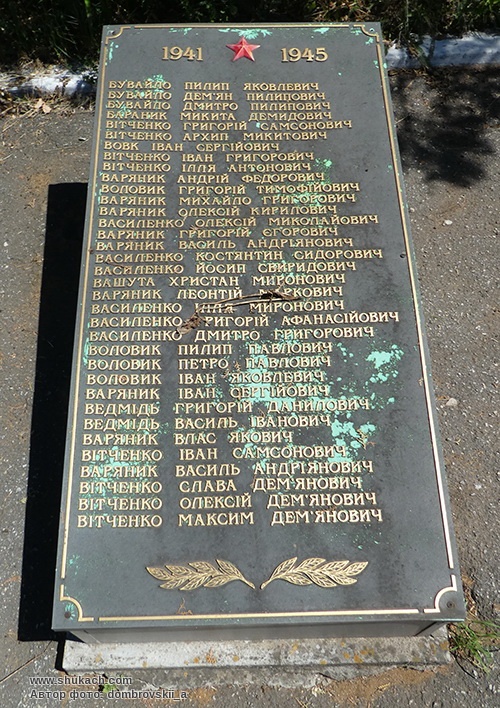 1941 1945
БУВАЙЛО ПИЛИП ЯКОВЛЕВИЧ
БУВАЙЛО ДЕМ'ЯН ПИЛИПОВИЧ
БУВАЙЛО ДМИТРО ПИЛИПОВИЧ
БАРАНИК МИКИТА ДЕМИДОВИЧ
ВІТЧЕНКО ГРИГОРІЙ САМСОНОВИЧ
ВІТЧЕНКО АРХИП МИКИТОВИЧ
ВОВК ІВАН СЕРГІЙОВИЧ
ВІТЧЕНКО ІВАН ГРИГОРОВИЧ
ВІТЧЕНКО ІЛЛЯ АНТОНОВИЧ
ВАРЯНИК АНДРІЙ ФЕДОРОВИЧ
ВОЛОВИК ГРИГОРІЙ ТИМОФІЙОВИЧ
ВАРЯНИК МИХАЙЛО ГРИГОРОВИЧ
ВАРЯНИК ОЛЕКСІЙ КИРИЛОВИЧ
ВАСИЛЕНКО ОЛЕКСІЙ МИКОЛАЙОВИЧ
ВАРЯНИК ГРИГОРІЙ ЄГОРОВИЧ
ВАРЯНИК ВАСИЛЬ АНДРІЯНОВИЧ
ВАСИЛЕНКО КОСТЯНТИН СИДОРОВИЧ
ВАСИЛЕНКО ЙОСИП СВИРИДОВИЧ
ВАШУТА ХРИСТАН МИРОНОВИЧ
ВАРЯНИК ЛЕОНТІЙ МАРКОВИЧ
ВАСИЛЕНКО ІЛЛЯ МИРОНОВИЧ
ВАСИЛЕНКО ГРИГОРІЙ АФАНАСІЙОВИЧ
ВАСИЛЕНКО ДМИТРО ГРИГОРОВИЧ
ВОЛОВИК ПИЛИП ПАВЛОВИЧ
ВОЛОВИК ПЕТРО ПАВЛОВИЧ
ВОЛОВИК ІВАН ЯКОВЛЕВИЧ
ВАРЯНИК ІВАН СЕРГІЙОВИЧ
ВЕДМІДЬ ГРИГОРІЙ ДАНИЛОВИЧ
ВЕДМІДЬ ВАСИЛЬ ІВАНОВИЧ
ВАРЯНИК ВЛАС ЯКОВИЧ
ВІТЧЕНКО ІВАН САМСОНОВИЧ
ВАРЯНИК ВАСИЛЬ АНДРІЯНОВИЧ
ВІТЧЕНКО СЛАВА ДЕМ'ЯНОВИЧ
ВІТЧЕНКО ОЛЕКСІЙ ДЕМ'ЯНОВИЧ
ВІТЧЕНКО МАКСИМ ДЕМ'ЯНОВИЧ
www.shukach.com
Автор фото: dombrovskii_a